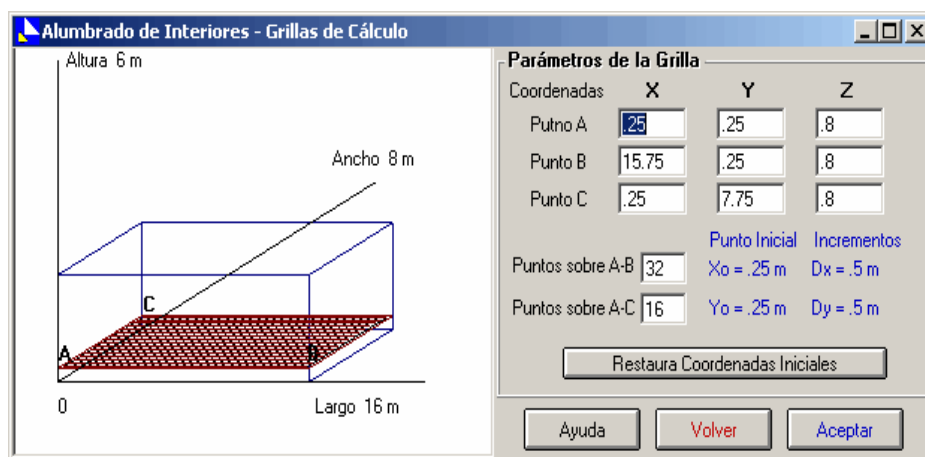 Alumbrado de Interiores - Grillas de Cálculo
Altura 6 m
Ancho 8 m
C
A
B
0
Largo 16 m
Parámetros de la Grilla
Coordenadas X Y Z
Putno A .25 .25 .8
Punto B 15.75 .25 .8
Punto C .25 7.75 .8
Punto Inicial Incrementos
Puntos sobre A-B 32 Xo = .25 m Dx = .5 m
Puntos sobre A-C 16 Yo = .25 m Dy = .5 m
Restaura Coordenadas Iniciales
Ayuda Volver Aceptar